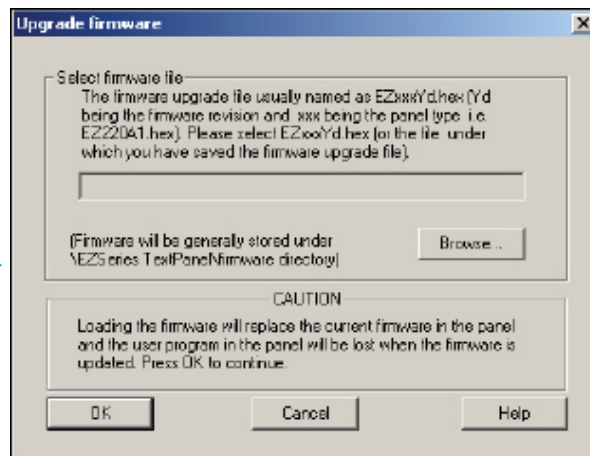 Upgrade firmware
Select firmware file
The firmware upgrade file usually named as EZxxxYd.hex (Yd
being the firmware revision and xxx being the panel type i.e.
EZ220A1.hex). Please select EZxxxYd.hex (or the file under
which you have saved the firmware upgrade file).
(Firmware will be generally stored under
\EZSeries TextPanel\firmware directory)
Browse...
CAUTION
Loading the firmware will replace the current firmware in the panel
and the user program in the panel will be lost when the firmware is
updated. Press OK to continue.
OK
Cancel
Help